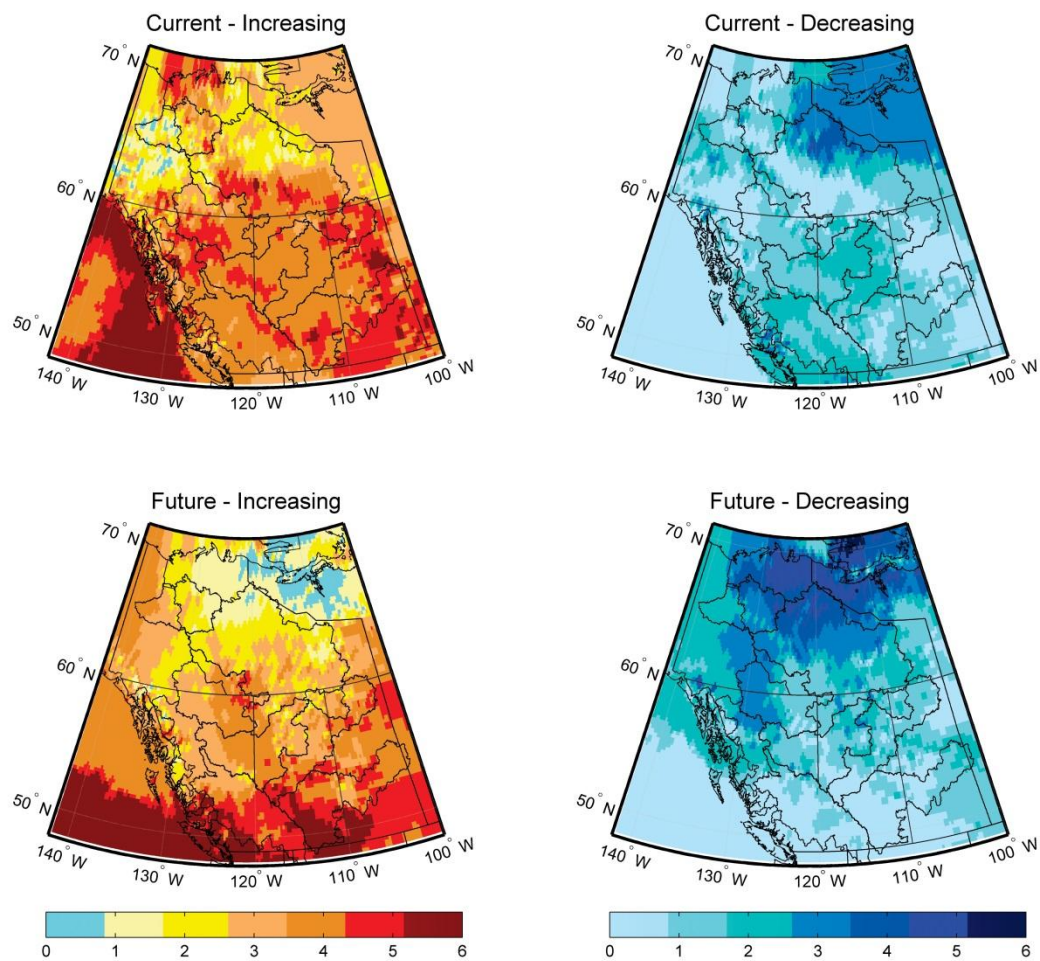 Current - Increasing
Current - Decreasing
70° N
60° N
50° N
140° W
130° W
120° W
110° W
100° W
70° N
60° N
50° N
140° W
130° W
120° W
110° W
100° W
Future - Increasing
Future - Decreasing
70° N
60° N
50° N
140° W
130° W
120° W
110° W
100° W
70° N
60° N
50° N
140° W
130° W
120° W
110° W
100° W
0 1 2 3 4 5 6
0 1 2 3 4 5 6